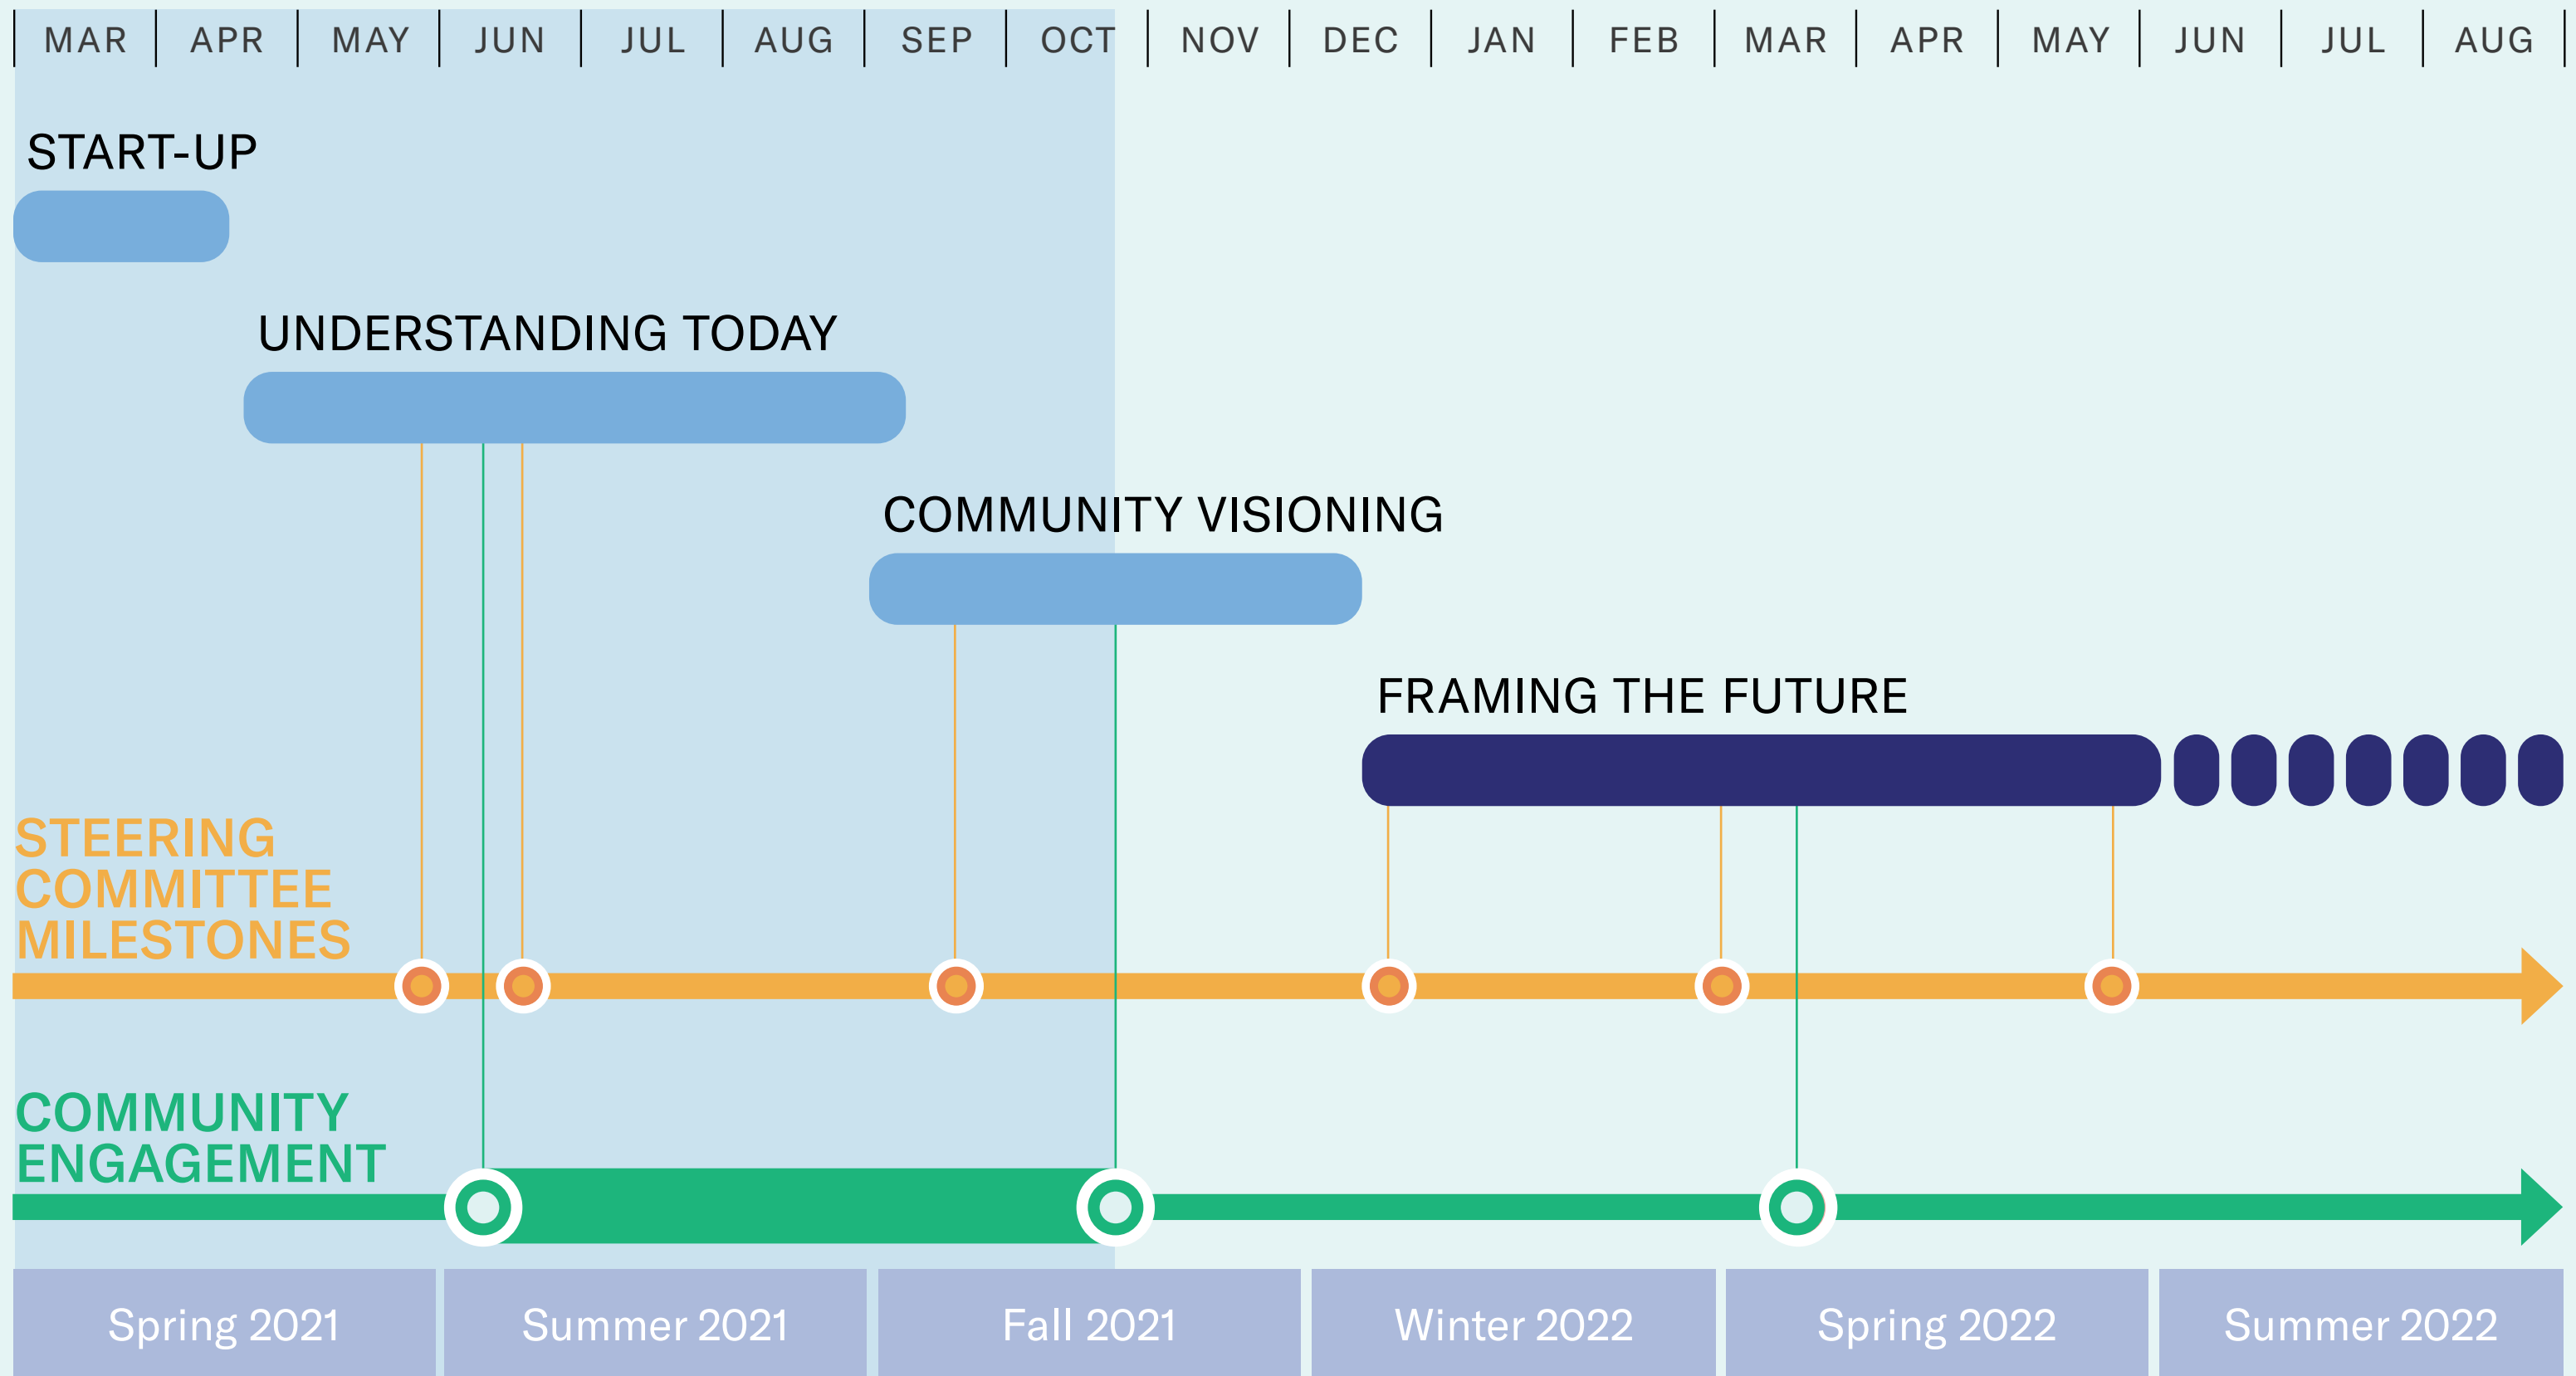 MAR APR MAY JUN JUL AUG SEP OCT NOV DEC JAN FEB MAR APR MAY JUN JUL AUG
START-UP
UNDERSTANDING TODAY
COMMUNITY VISIONING
FRAMING THE FUTURE
STEERING
COMMITTEE
MILESTONES
COMMUNITY
ENGAGEMENT
Spring 2021 Summer 2021 Fall 2021 Winter 2022 Spring 2022 Summer 2022